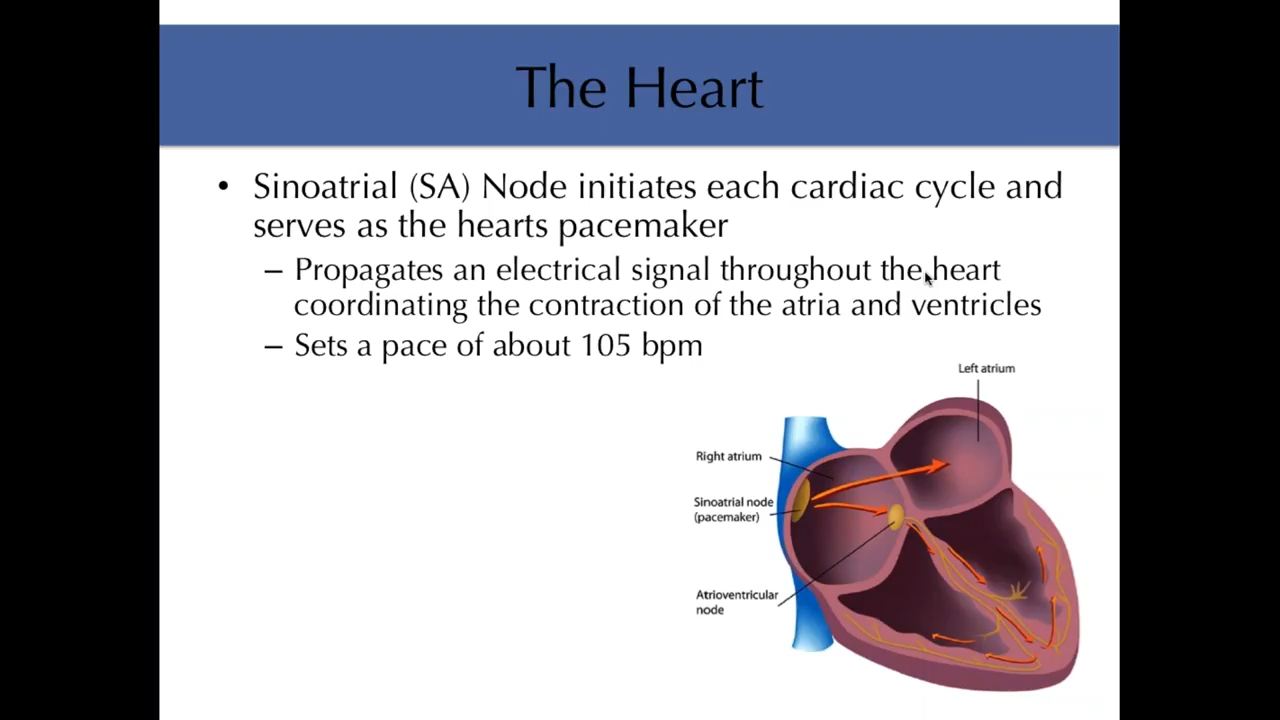 The Heart
• Sinoatrial (SA) Node initiates each cardiac cycle and
serves as the hearts pacemaker
– Propagates an electrical signal throughout the heart
coordinating the contraction of the atria and ventricles
– Sets a pace of about 105 bpm
Left atrium
Right atrium
Sinoatrial node
(pacemaker)
Atrioventricular
node